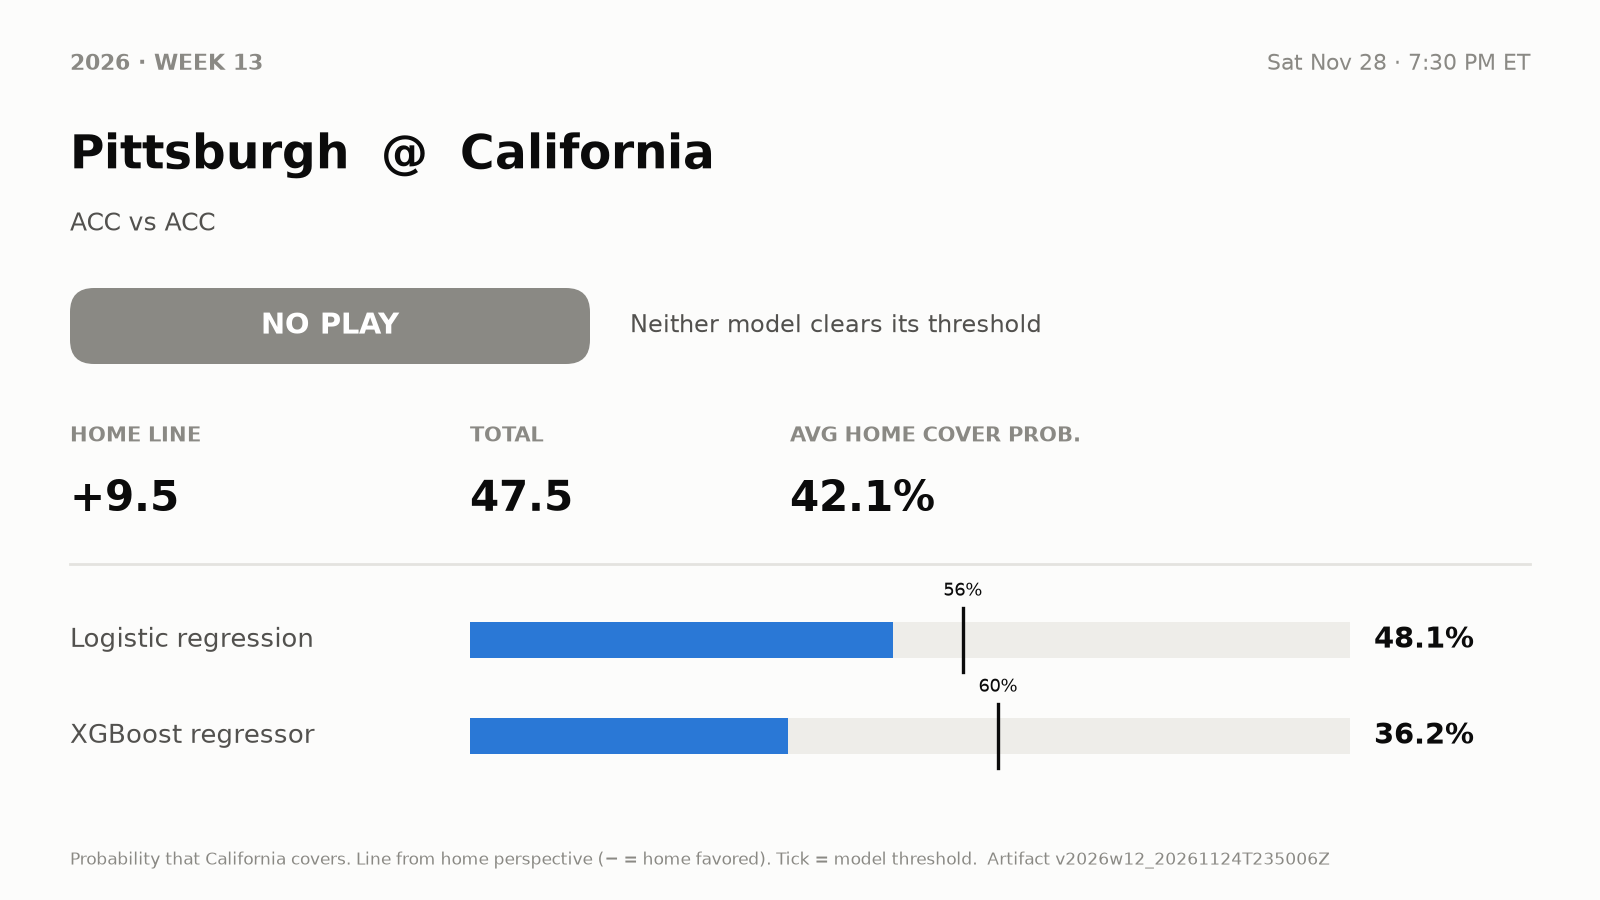 2026 · WEEK 13
Sat Nov 28 · 7:30 PM ET
Pittsburgh @ California
ACC vs ACC
NO PLAY
Neither model clears its threshold
HOME LINE
TOTAL
AVG HOME COVER PROB.
+9.5
47.5
42.1%
56%
Logistic regression
48.1%
60%
XGBoost regressor
36.2%
Probability that California covers. Line from home perspective (− = home favored). Tick = model threshold. Artifact v2026w12_20261124T235006Z